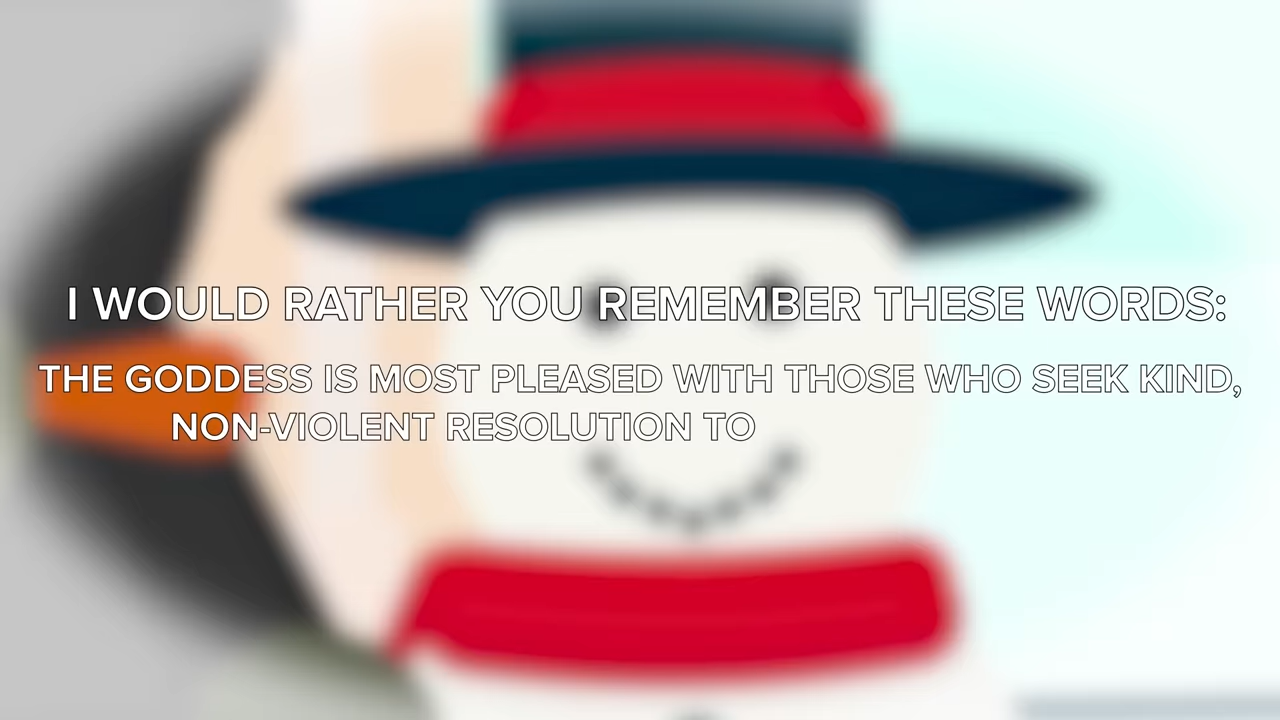 I WOULD RATHER YOU REMEMBER THESE WORDS:
THE GODDESS IS MOST PLEASED WITH THOSE WHO SEEK KIND,
NON-VIOLENT RESOLUTION TO